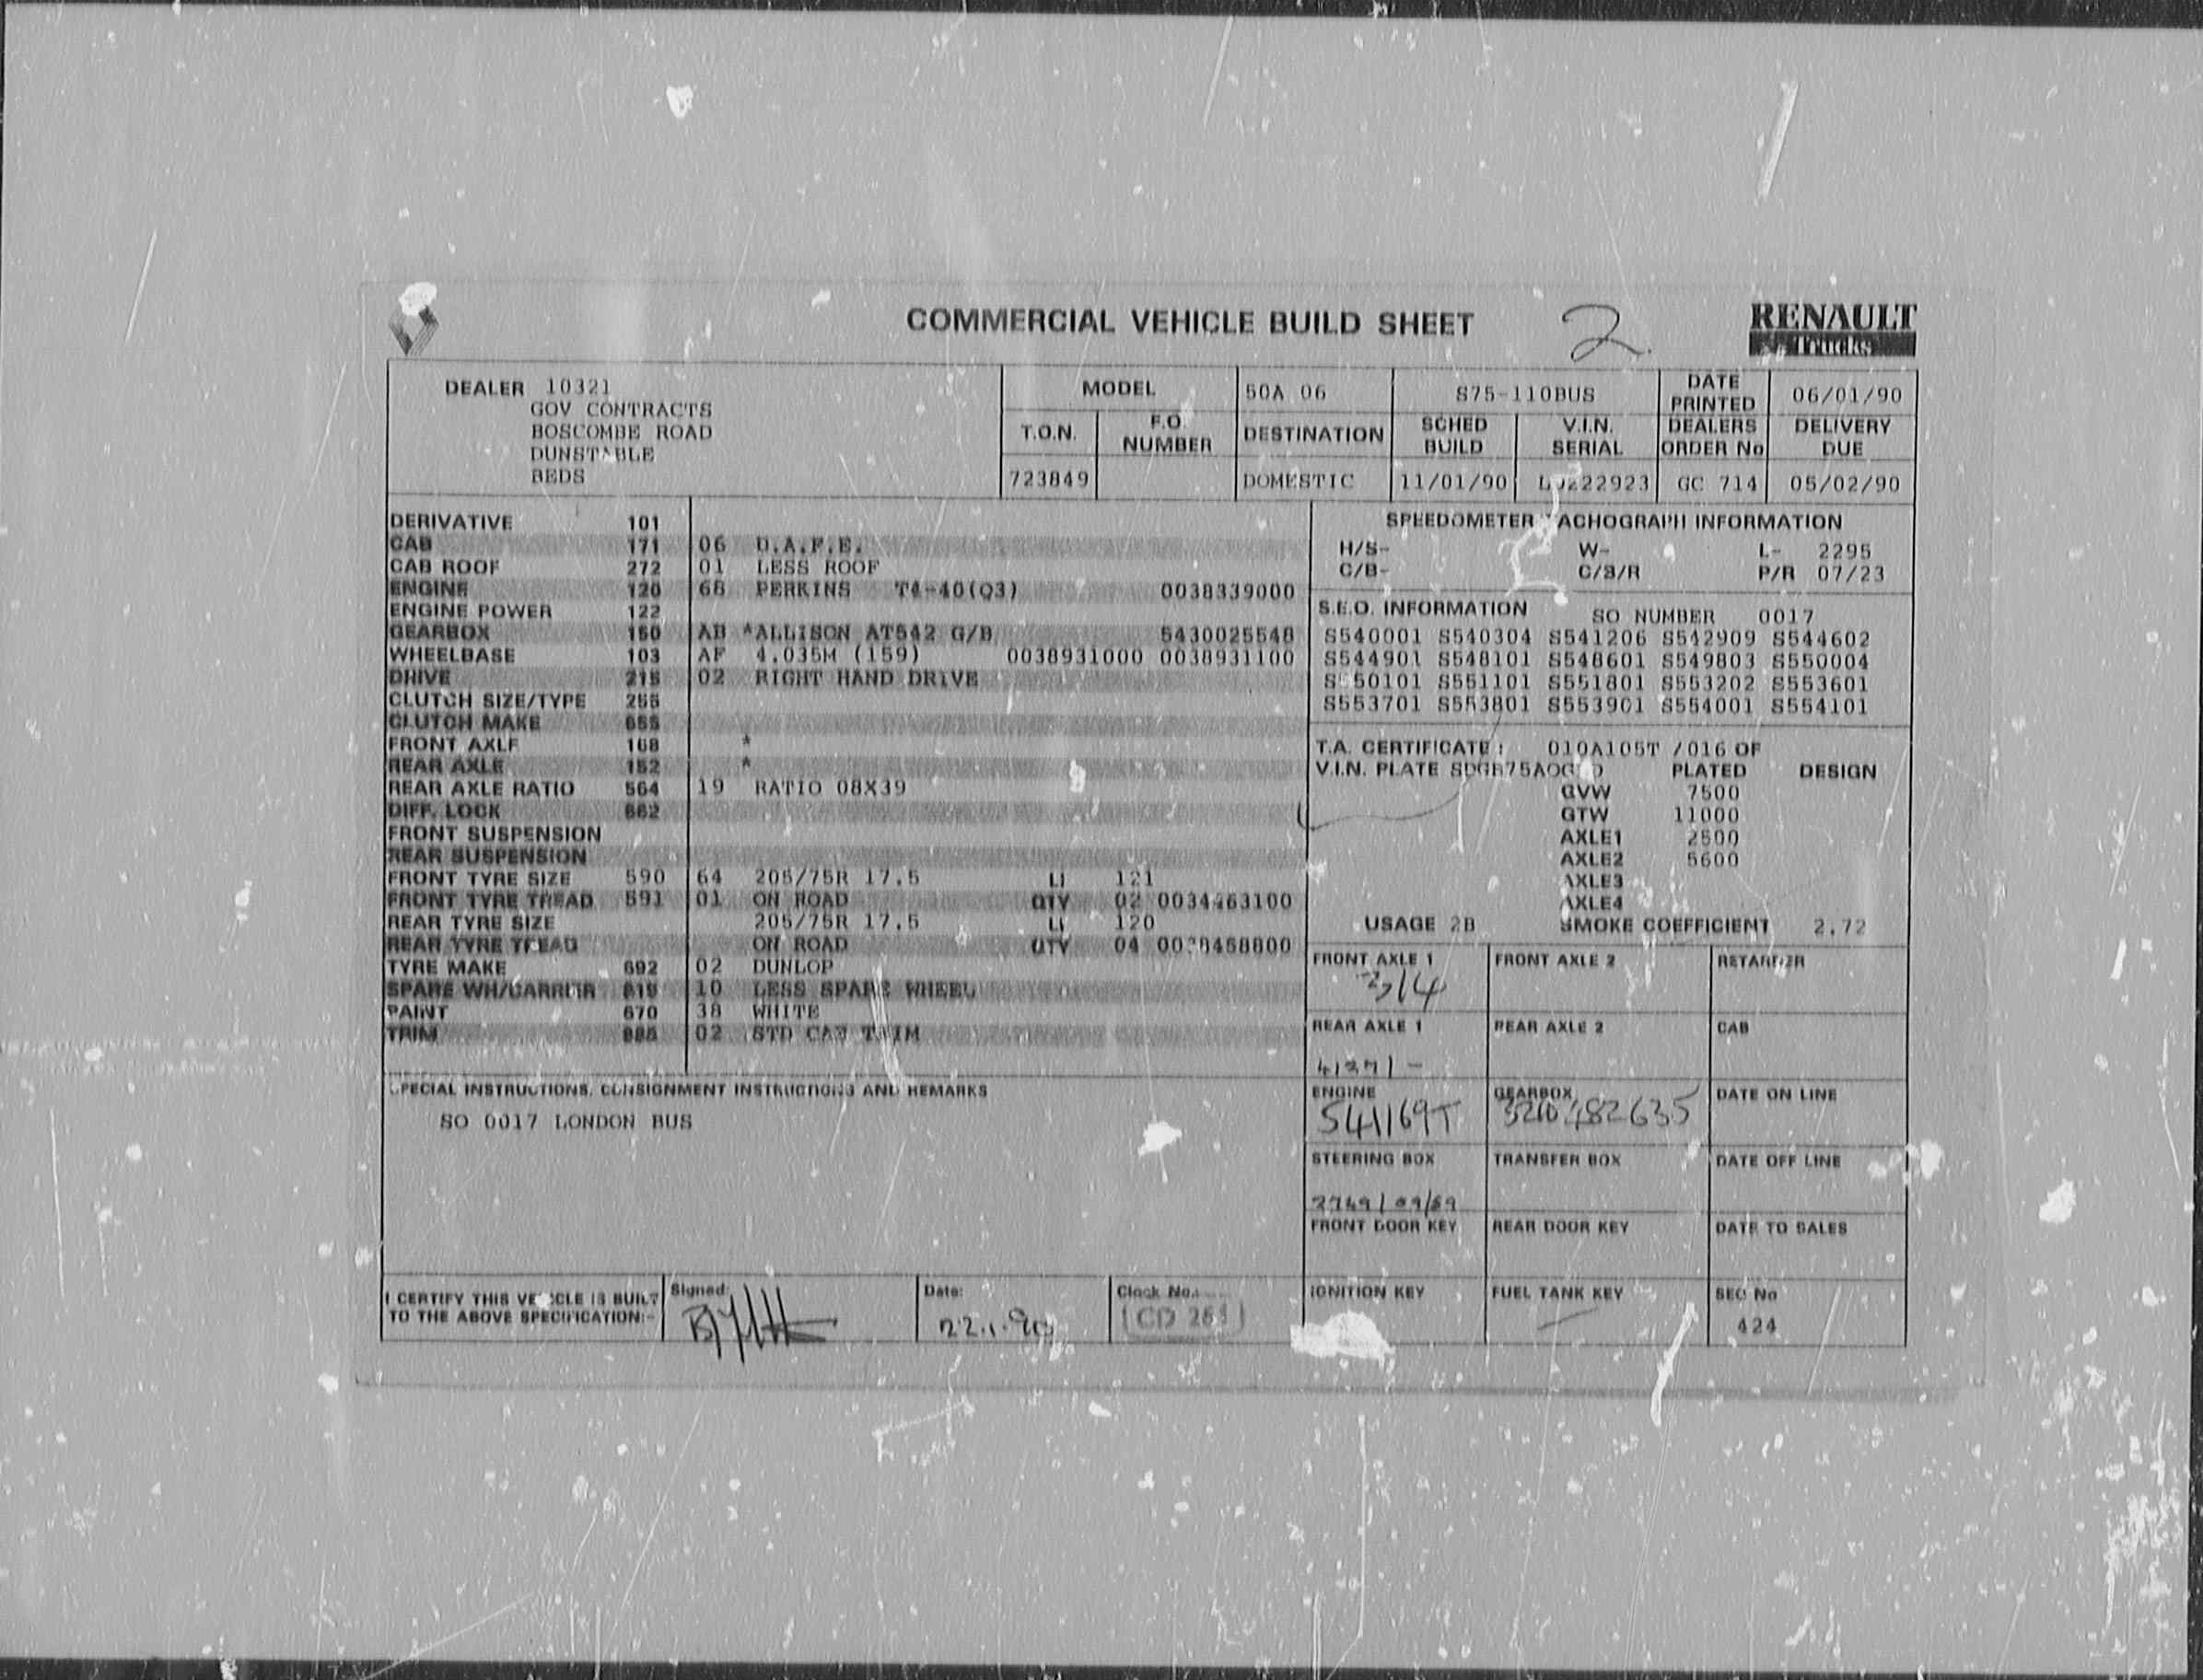 COMMERCIAL VEHICLE BUILD SHEET 2
RENAULT
Trucks
DEALER 10321
GOV CONTRACTS
BOSCOMBE ROAD
DUNSTABLE
BEDS
MODEL 50A 06 S75-110BUS DATE PRINTED 06/01/90
T.O.N. F.O NUMBER DESTINATION SCHED BUILD V.I.N. SERIAL DEALERS ORDER No DELIVERY DUE
723849 DOMESTIC 11/01/90 GC 714 05/02/90
DERIVATIVE 101
CAB 171 06 D.A.F.E.
CAB ROOF 272 01 LESS ROOF
ENGINE 120 68 PERKINS T4-40(Q3) 0038339000
ENGINE POWER 122
GEARBOX 150 AB *ALLISON AT542 G/B 5430025548
WHEELBASE 103 AF 4.035M (159) 0038931000 0038931100
DRIVE 215 02 RIGHT HAND DRIVE
CLUTCH SIZE/TYPE 255
CLUTCH MAKE
FRONT AXLE 168 *
REAR AXLE 152 *
REAR AXLE RATIO 564 19 RATIO 08X39
DIFF. LOCK 662
FRONT SUSPENSION
REAR SUSPENSION
FRONT TYRE SIZE 590 64 205/75R 17.5 LI 121
FRONT TYRE TREAD 591 01 ON ROAD QTY 02 0034463100
REAR TYRE SIZE 205/75R 17.5 LI 120
REAR TYRE TREAD ON ROAD QTY 04
TYRE MAKE 692 02 DUNLOP
SPARE WH/CARRIER 10 LESS SPARE WHEEL
PAINT 670 38 WHITE
TRIM 02 STD CAB TRIM
SPECIAL INSTRUCTIONS, CONSIGNMENT INSTRUCTIONS AND REMARKS
SO 0017 LONDON BUS
SPEEDOMETER TACHOGRAPH INFORMATION
H/S- W- L- 2295
C/B- C/S/R P/R 07/23
S.E.O. INFORMATION SO NUMBER 0017
S540001 S540304 S541206 S542909 S544602
S544901 S548101 S548601 S549803 S550004
S550101 S551101 S551801 S553202 S553601
S553701 S553801 S553901 S554001 S554101
T.A. CERTIFICATE: 010A105T /016 OF
V.I.N. PLATE PLATED DESIGN
GVW 7500
GTW 11000
AXLE1 2500
AXLE2 5600
AXLE3
AXLE4
USAGE 2B SMOKE COEFFICIENT 2.72
FRONT AXLE 1 FRONT AXLE 2 RETARDER
REAR AXLE 1 REAR AXLE 2 CAB
ENGINE GEARBOX DATE ON LINE
541169T
STEERING BOX TRANSFER BOX DATE OFF LINE
FRONT DOOR KEY REAR DOOR KEY DATE TO SALES
IGNITION KEY FUEL TANK KEY SEC No
424
I CERTIFY THIS VEHICLE IS BUILT
TO THE ABOVE SPECIFICATION:-
Signed:
Date: 22.1.90
Clock No.